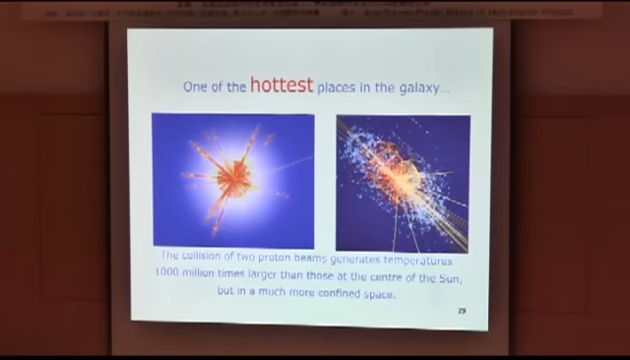 One of the hottest places in the galaxy...
The collision of two proton beams generates temperatures
1000 million times larger than those at the centre of the Sun,
but in a much more confined space.
29